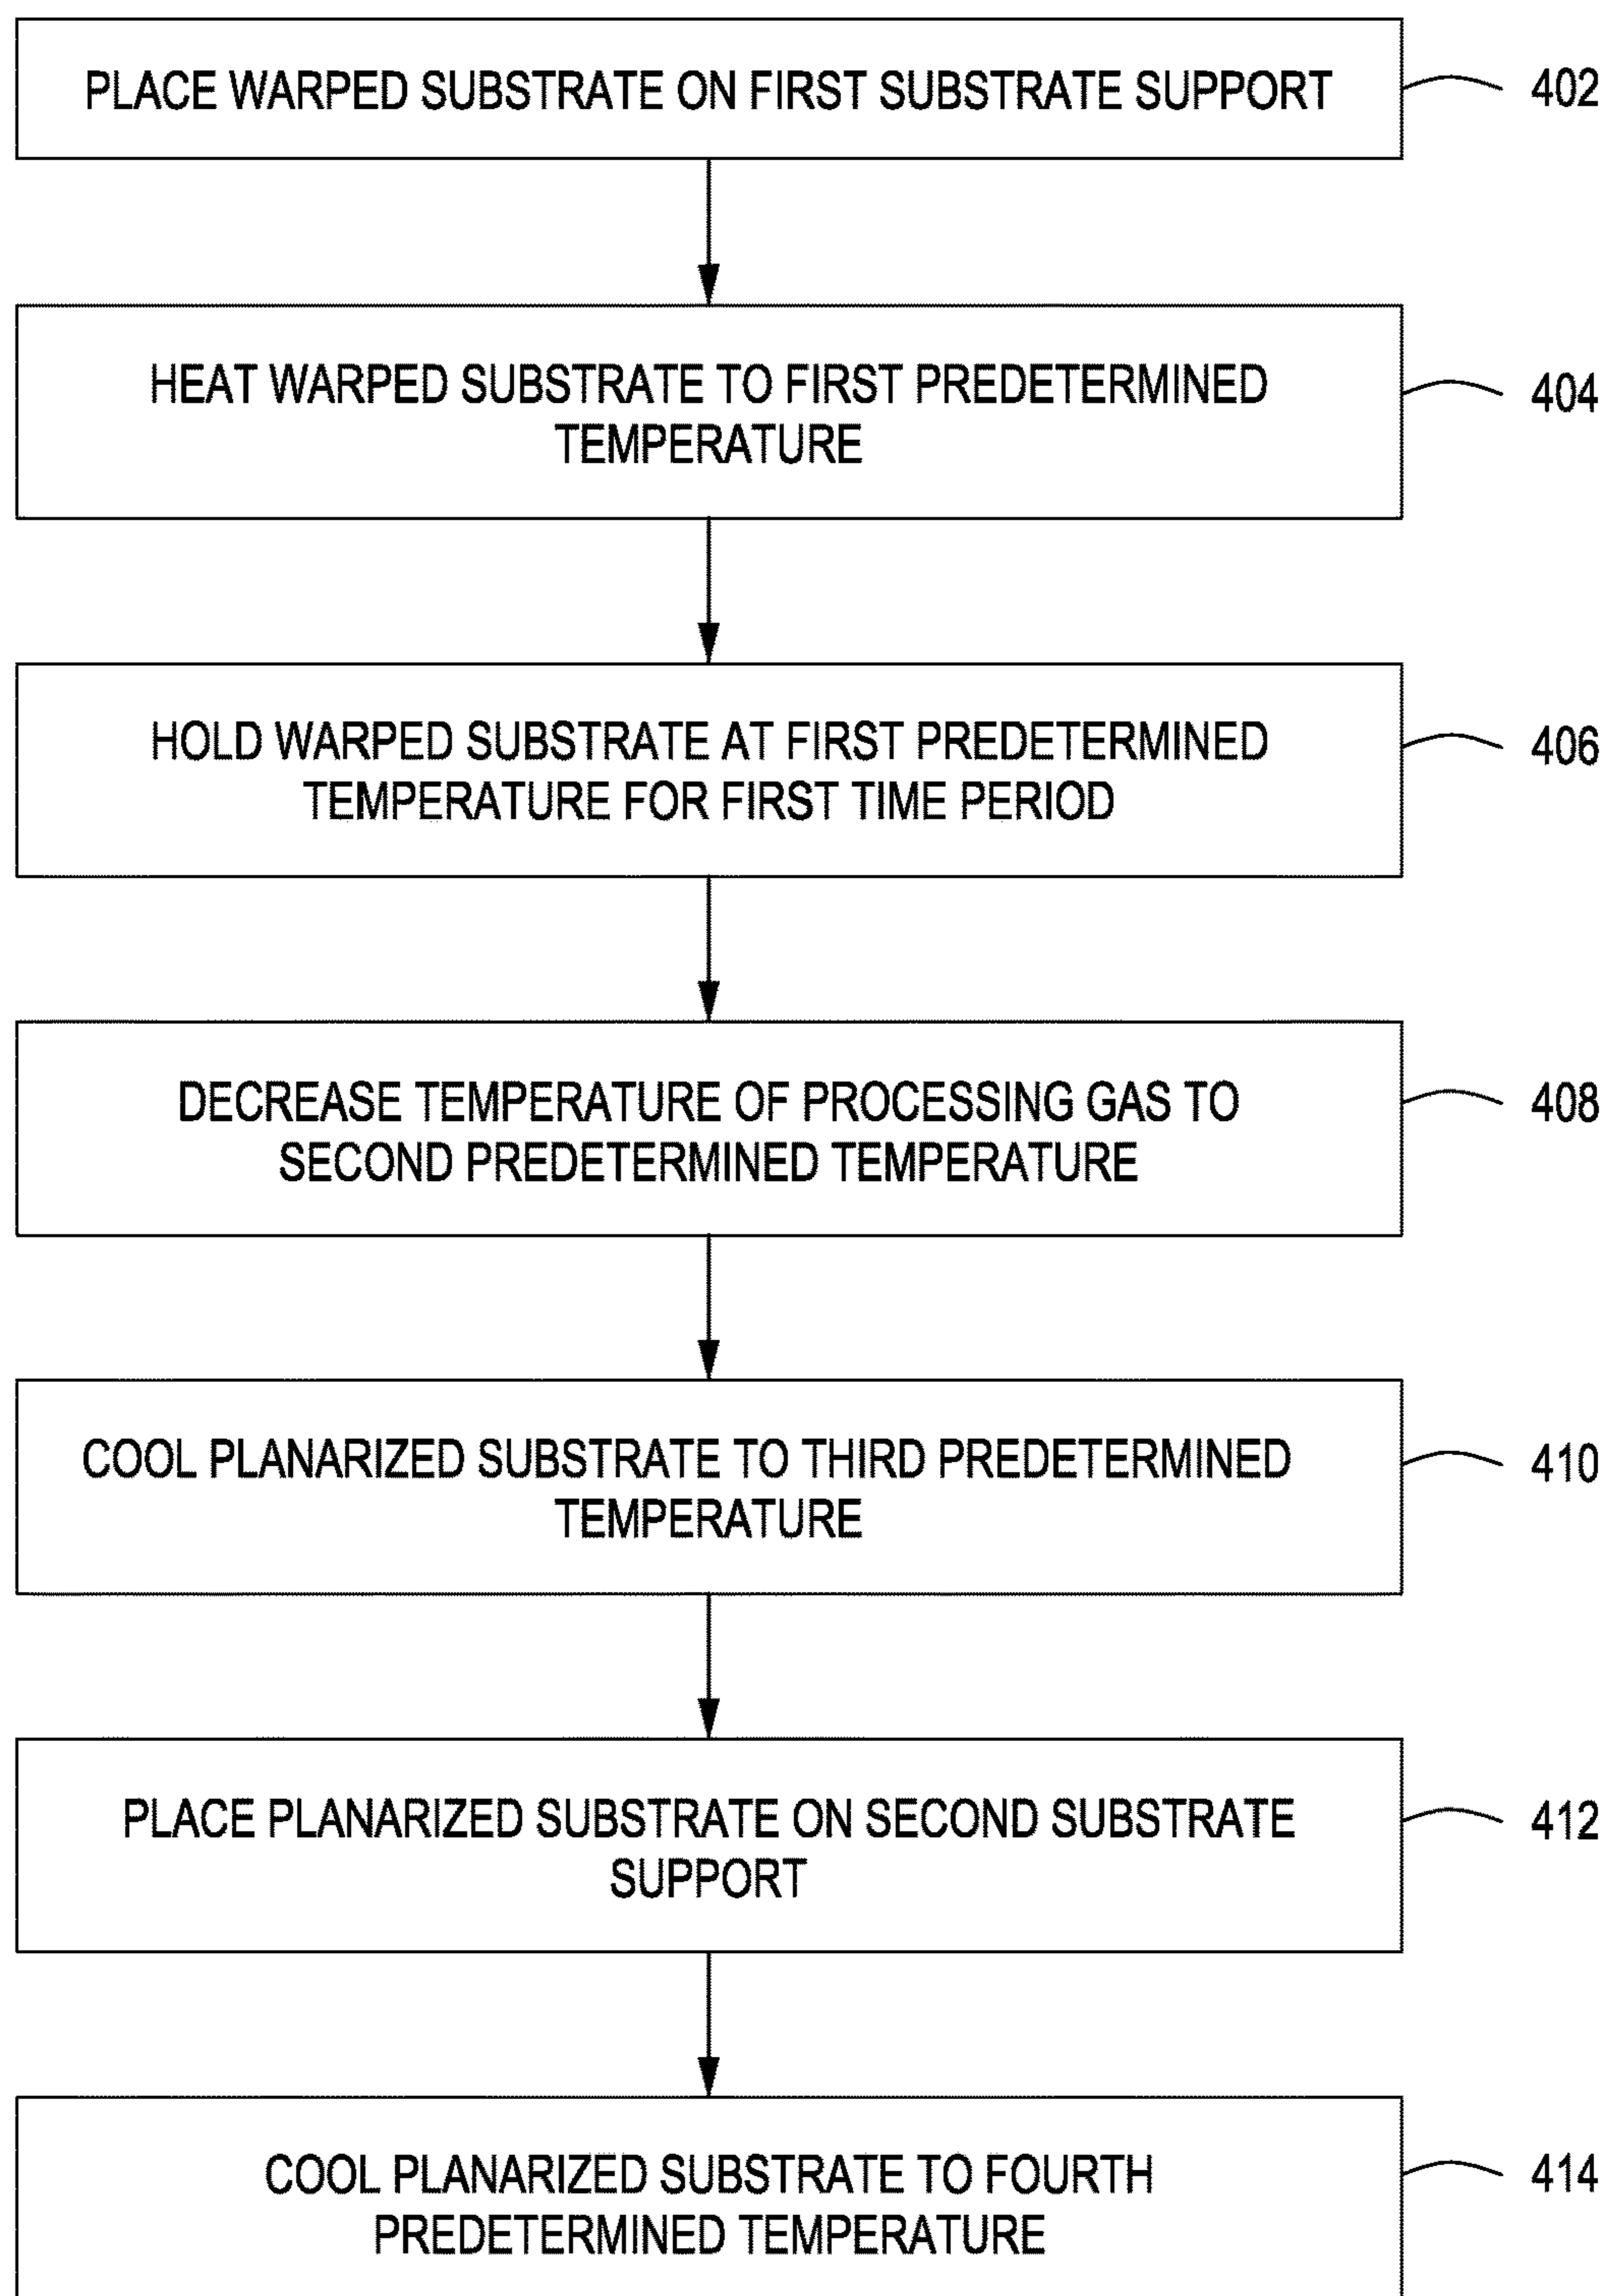 PLACE WARPED SUBSTRATE ON FIRST SUBSTRATE SUPPORT
402
HEAT WARPED SUBSTRATE TO FIRST PREDETERMINED
TEMPERATURE
404
HOLD WARPED SUBSTRATE AT FIRST PREDETERMINED
TEMPERATURE FOR FIRST TIME PERIOD
406
DECREASE TEMPERATURE OF PROCESSING GAS TO
SECOND PREDETERMINED TEMPERATURE
408
COOL PLANARIZED SUBSTRATE TO THIRD PREDETERMINED
TEMPERATURE
410
PLACE PLANARIZED SUBSTRATE ON SECOND SUBSTRATE
SUPPORT
412
COOL PLANARIZED SUBSTRATE TO FOURTH
PREDETERMINED TEMPERATURE
414